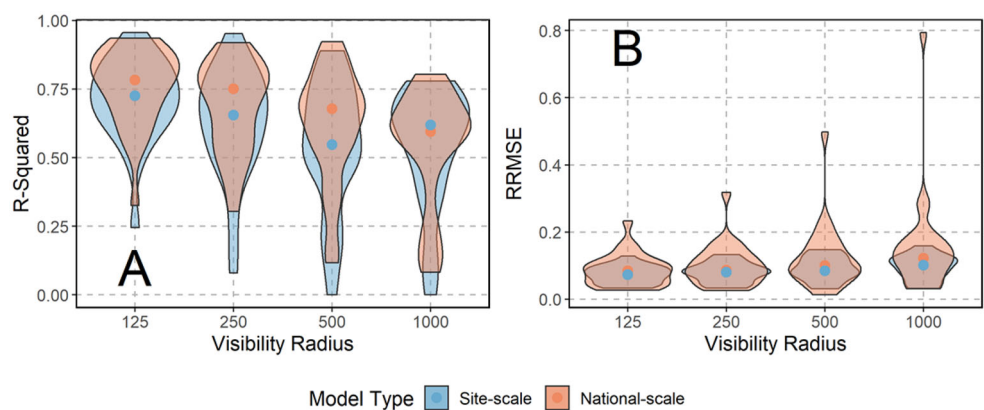 1.00
0.75
0.50
0.25
0.00
R-Squared
A
125 250 500 1000
Visibility Radius
0.8
0.6
0.4
0.2
0.0
RRMSE
B
125 250 500 1000
Visibility Radius
Model Type Site-scale National-scale